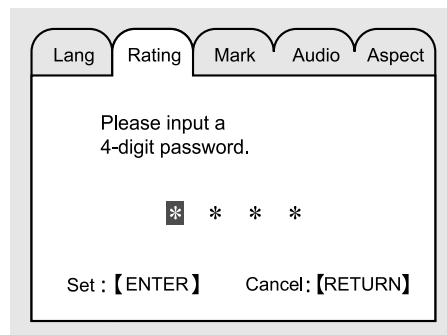 Lang Rating Mark Audio Aspect
Please input a
4-digit password.
* * * *
Set :【ENTER】 Cancel:【RETURN】